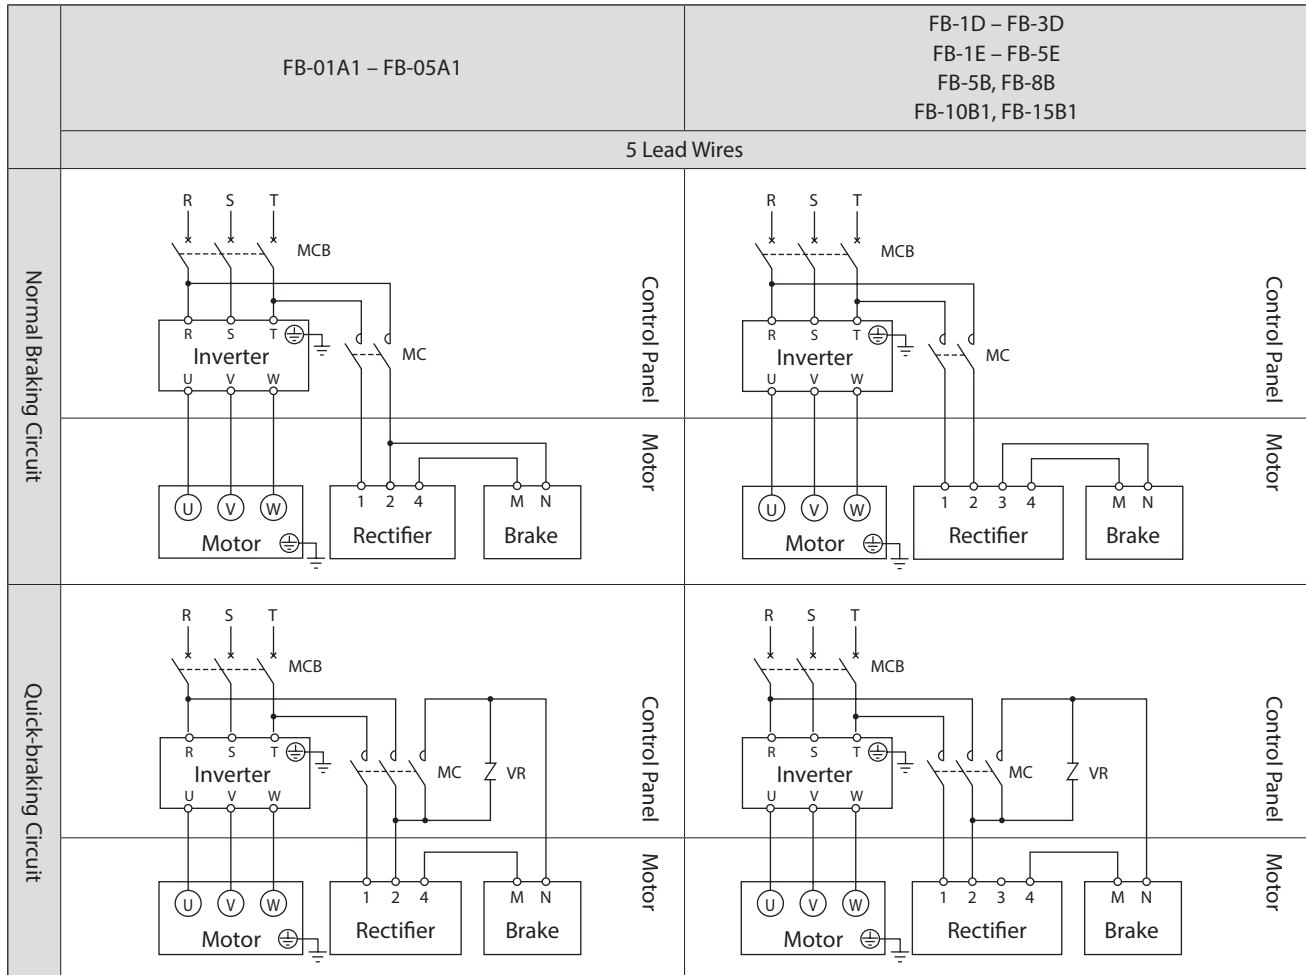 FB-01A1 – FB-05A1
FB-1D – FB-3D
FB-1E – FB-5E
FB-5B, FB-8B
FB-10B1, FB-15B1
5 Lead Wires
Normal Braking Circuit
R S T
MCB
R S T
Inverter
U V W
MC
Control Panel
Motor
U V W
Motor
1 2 4
Rectifier
M N
Brake
R S T
MCB
R S T
Inverter
U V W
MC
Control Panel
Motor
U V W
Motor
1 2 3 4
Rectifier
M N
Brake
Quick-braking Circuit
R S T
MCB
R S T
Inverter
U V W
MC
VR
Control Panel
Motor
U V W
Motor
1 2 4
Rectifier
M N
Brake
R S T
MCB
R S T
Inverter
U V W
MC
VR
Control Panel
Motor
U V W
Motor
1 2 3 4
Rectifier
M N
Brake